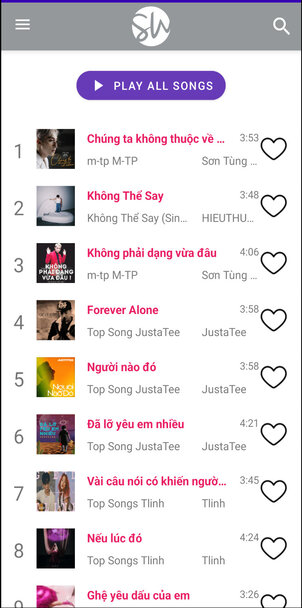 SW
PLAY ALL SONGS
1 Chúng ta không thuộc về ... 3:53
m-tp M-TP Sơn Tùng ...
2 Không Thể Say 3:48
Không Thể Say (Sin... HIEUTHU...
3 Không phải dạng vừa đâu 4:06
m-tp M-TP Sơn Tùng ...
KHÔNG
PHẢI DẠNG
VỪA ĐÂU !
4 Forever Alone 3:58
Top Song JustaTee JustaTee
5 Người nào đó 3:58
Top Song JustaTee JustaTee
6 Đã lỡ yêu em nhiều 4:21
Top Song JustaTee JustaTee
7 Vài câu nói có khiến ngườ... 3:45
Top Songs Tlinh Tlinh
8 Nếu lúc đó 4:24
Top Songs Tlinh Tlinh
9 Ghệ yêu dấu của em 3:26